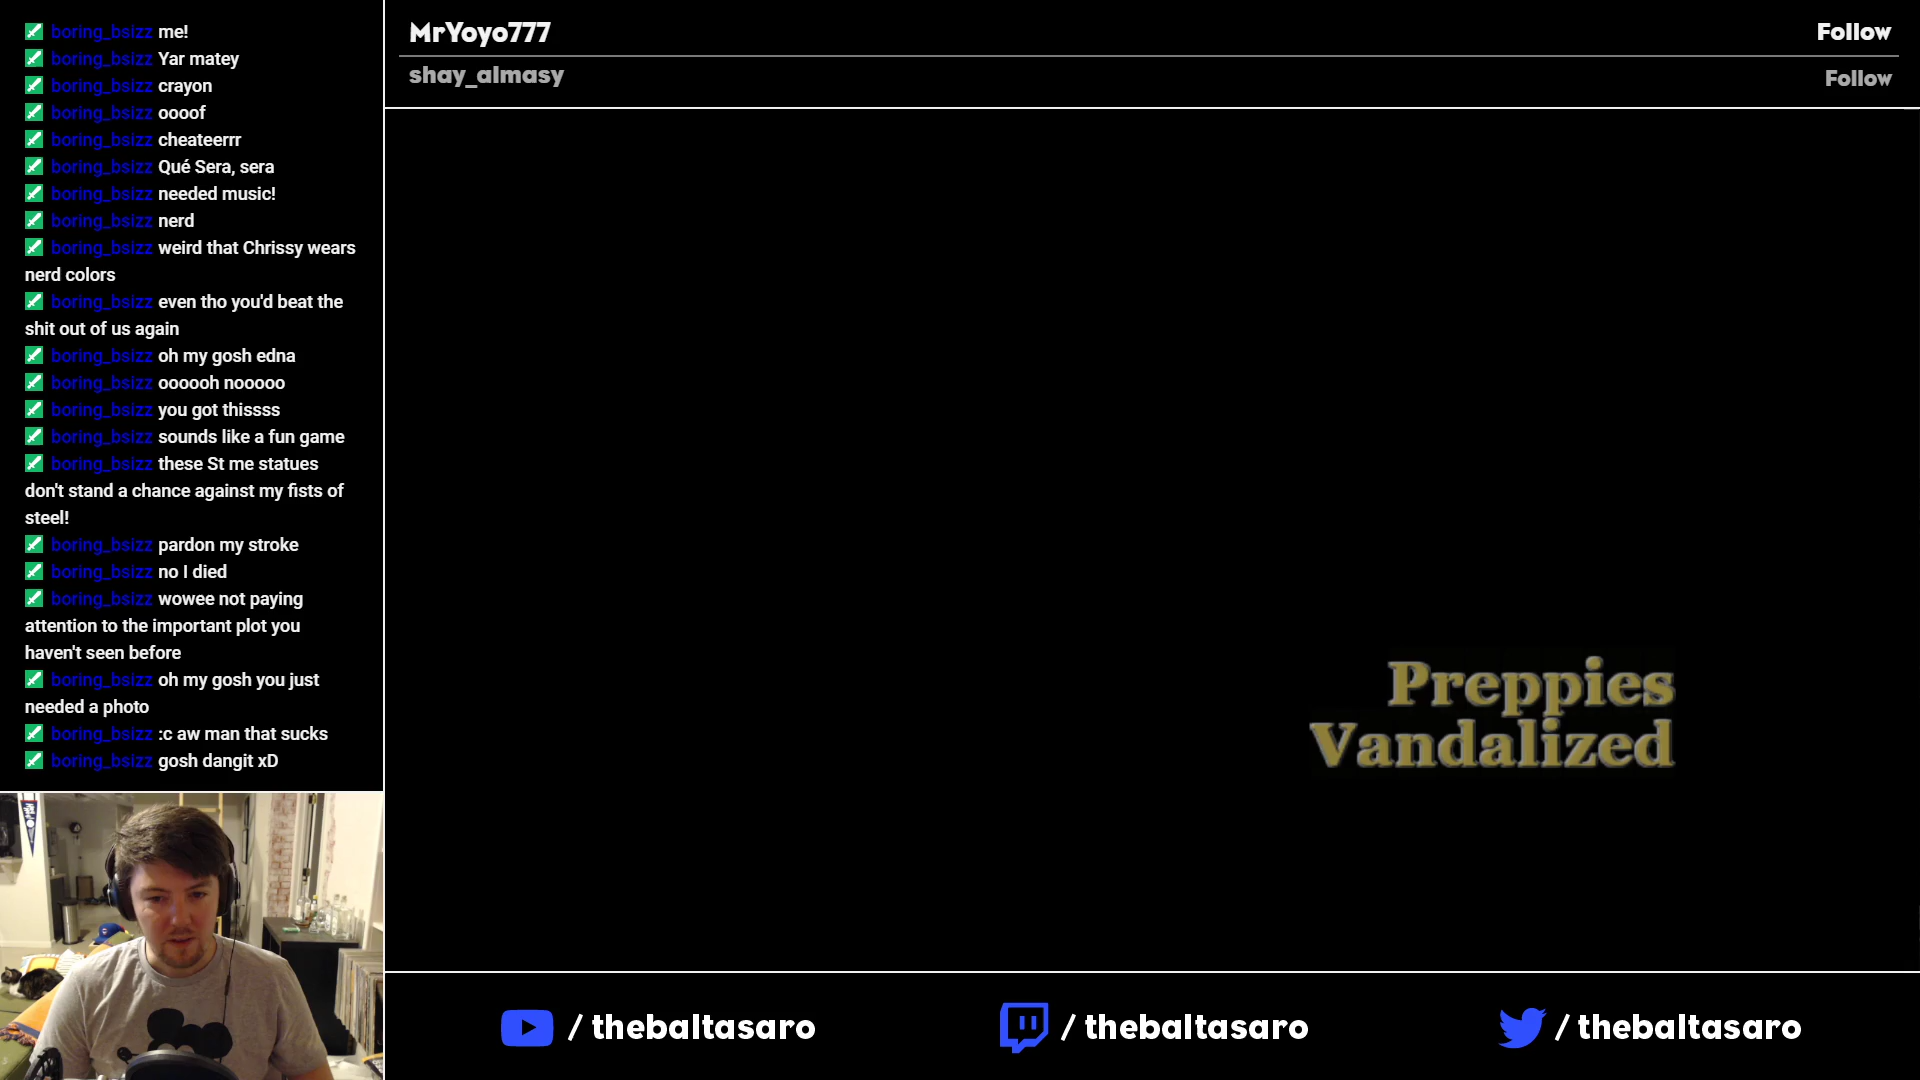 boring_bsizz me!
boring_bsizz Yar matey
boring_bsizz crayon
boring_bsizz oooof
boring_bsizz cheateerrr
boring_bsizz Qué Sera, sera
boring_bsizz needed music!
boring_bsizz nerd
boring_bsizz weird that Chrissy wears
nerd colors
boring_bsizz even tho you'd beat the
shit out of us again
boring_bsizz oh my gosh edna
boring_bsizz oooooh nooooo
boring_bsizz you got thissss
boring_bsizz sounds like a fun game
boring_bsizz these St me statues
don't stand a chance against my fists of
steel!
boring_bsizz pardon my stroke
boring_bsizz no I died
boring_bsizz wowee not paying
attention to the important plot you
haven't seen before
boring_bsizz oh my gosh you just
needed a photo
boring_bsizz :c aw man that sucks
boring_bsizz gosh dangit xD
MrYoyo777 Follow
shay_almasy Follow
Preppies
Vandalized
/ thebaltasaro / thebaltasaro / thebaltasaro